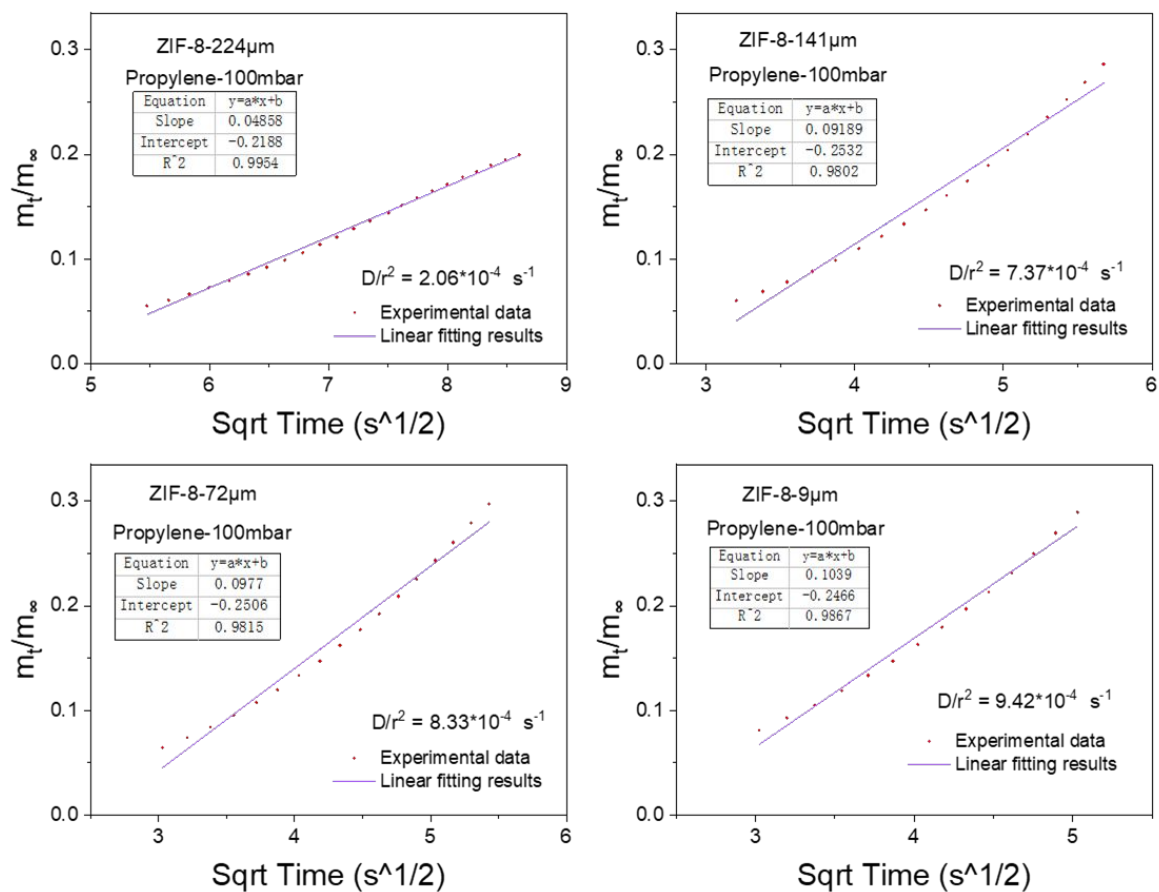 ZIF-8-224μm
Propylene-100mbar
Equation y=a*x+b
Slope 0.04858
Intercept -0.2188
R^2 0.9954
D/r² = 2.06*10⁻⁴ s⁻¹
Experimental data
Linear fitting results
0.3
0.2
0.1
0.0
mₜ/m∞
5 6 7 8 9
Sqrt Time (s^1/2)
ZIF-8-141μm
Propylene-100mbar
Equation y=a*x+b
Slope 0.09189
Intercept -0.2532
R^2 0.9802
D/r² = 7.37*10⁻⁴ s⁻¹
Experimental data
Linear fitting results
0.3
0.2
0.1
0.0
mₜ/m∞
3 4 5 6
Sqrt Time (s^1/2)
ZIF-8-72μm
Propylene-100mbar
Equation y=a*x+b
Slope 0.0977
Intercept -0.2506
R^2 0.9815
D/r² = 8.33*10⁻⁴ s⁻¹
Experimental data
Linear fitting results
0.3
0.2
0.1
0.0
mₜ/m∞
3 4 5 6
Sqrt Time (s^1/2)
ZIF-8-9μm
Propylene-100mbar
Equation y=a*x+b
Slope 0.1039
Intercept -0.2466
R^2 0.9867
D/r² = 9.42*10⁻⁴ s⁻¹
Experimental data
Linear fitting results
0.3
0.2
0.1
0.0
mₜ/m∞
3 4 5
Sqrt Time (s^1/2)